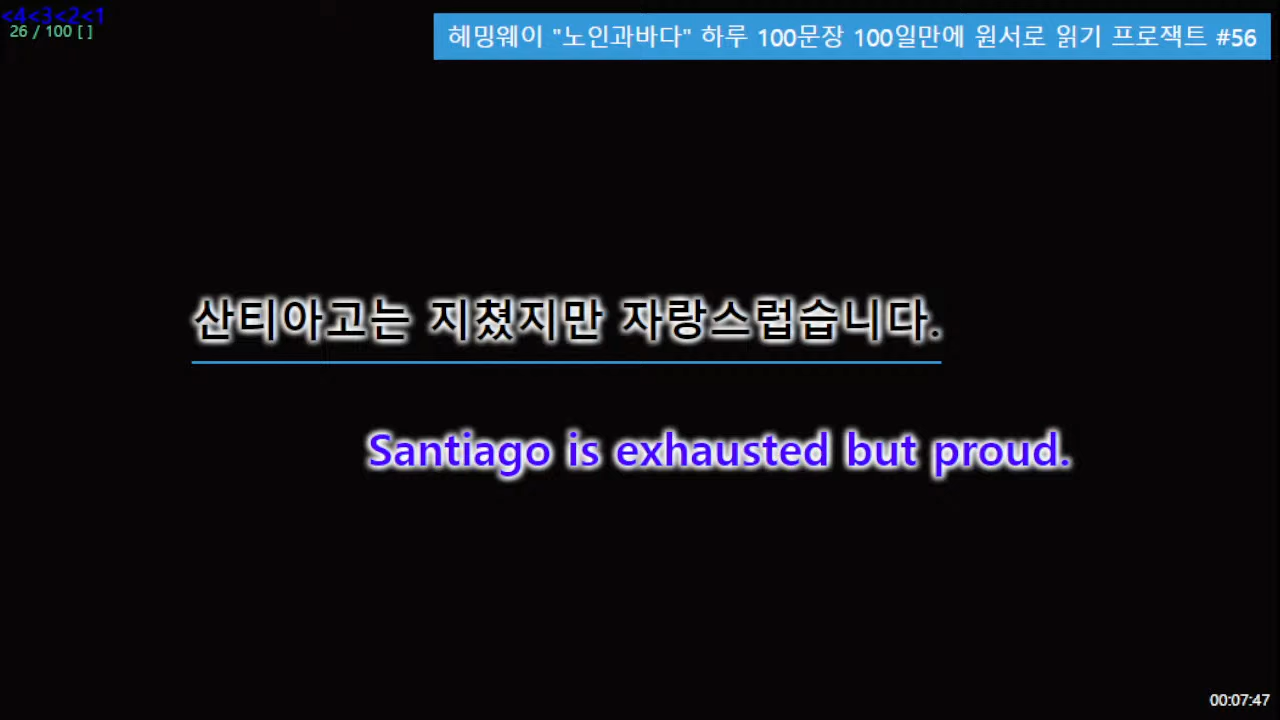 <4<3<2<1
26 / 100 [ ]
헤밍웨이 "노인과바다" 하루 100문장 100일만에 원서로 읽기 프로잭트 #56
산티아고는 지쳤지만 자랑스럽습니다.
Santiago is exhausted but proud.
00:07:47